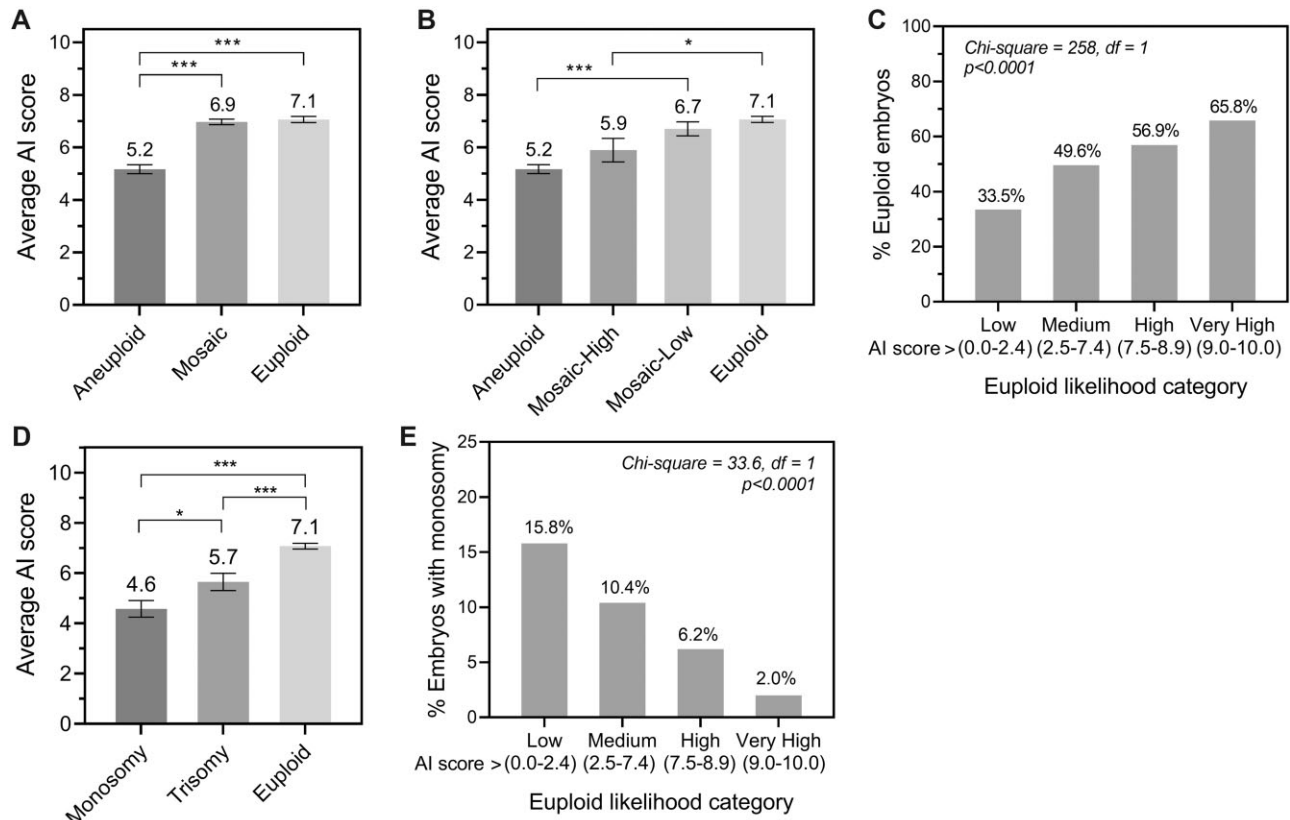 A
Average AI score
10
8
6
4
2
0
***
***
5.2
6.9
7.1
Aneuploid
Mosaic
Euploid
B
Average AI score
10
8
6
4
2
0
*
***
5.2
5.9
6.7
7.1
Aneuploid
Mosaic-High
Mosaic-Low
Euploid
C
% Euploid embryos
100
80
60
40
20
0
Chi-square = 258, df = 1
p<0.0001
33.5%
49.6%
56.9%
65.8%
Low Medium High Very High
AI score > (0.0-2.4) (2.5-7.4) (7.5-8.9) (9.0-10.0)
Euploid likelihood category
D
Average AI score
10
8
6
4
2
0
***
***
*
4.6
5.7
7.1
Monosomy
Trisomy
Euploid
E
% Embryos with monosomy
25
20
15
10
5
0
Chi-square = 33.6, df = 1
p<0.0001
15.8%
10.4%
6.2%
2.0%
Low Medium High Very High
AI score > (0.0-2.4) (2.5-7.4) (7.5-8.9) (9.0-10.0)
Euploid likelihood category